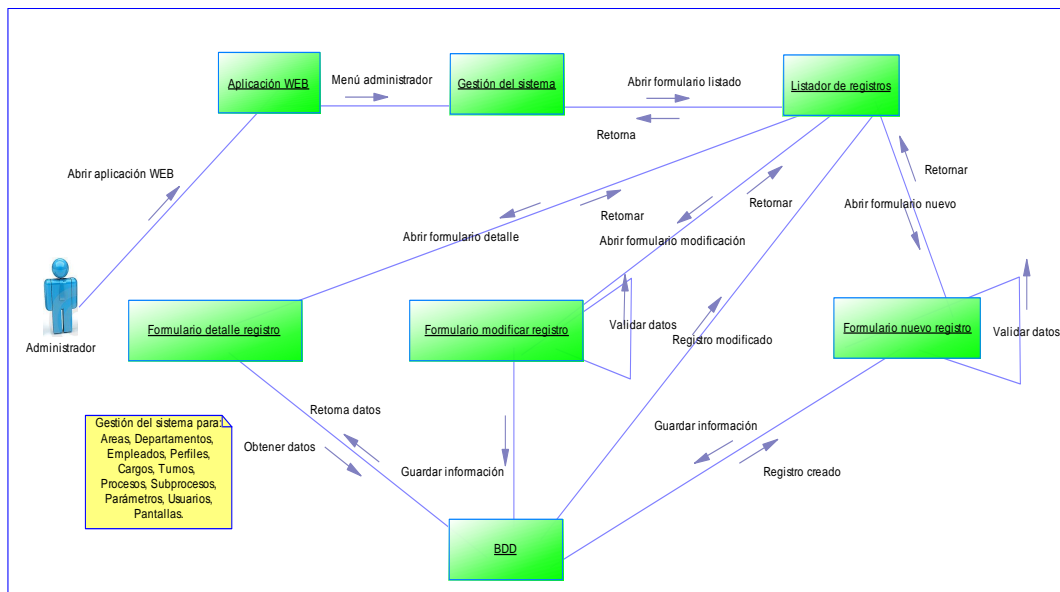 Aplicación WEB
Menú administrador
Gestión del sistema
Abrir formulario listado
Listador de registros
Retorna
Abrir aplicación WEB
Retornar
Abrir formulario nuevo
Retornar
Retornar
Abrir formulario detalle
Abrir formulario modificación
Administrador
Formulario detalle registro
Formulario modificar registro
Validar datos
Registro modificado
Formulario nuevo registro
Validar datos
Gestión del sistema para:
Areas, Departamentos,
Empleados, Perfiles,
Cargos, Turnos,
Procesos, Subprocesos,
Parámetros, Usuarios,
Pantallas.
Retorna datos
Obtener datos
Guardar información
Guardar información
Registro creado
BDD